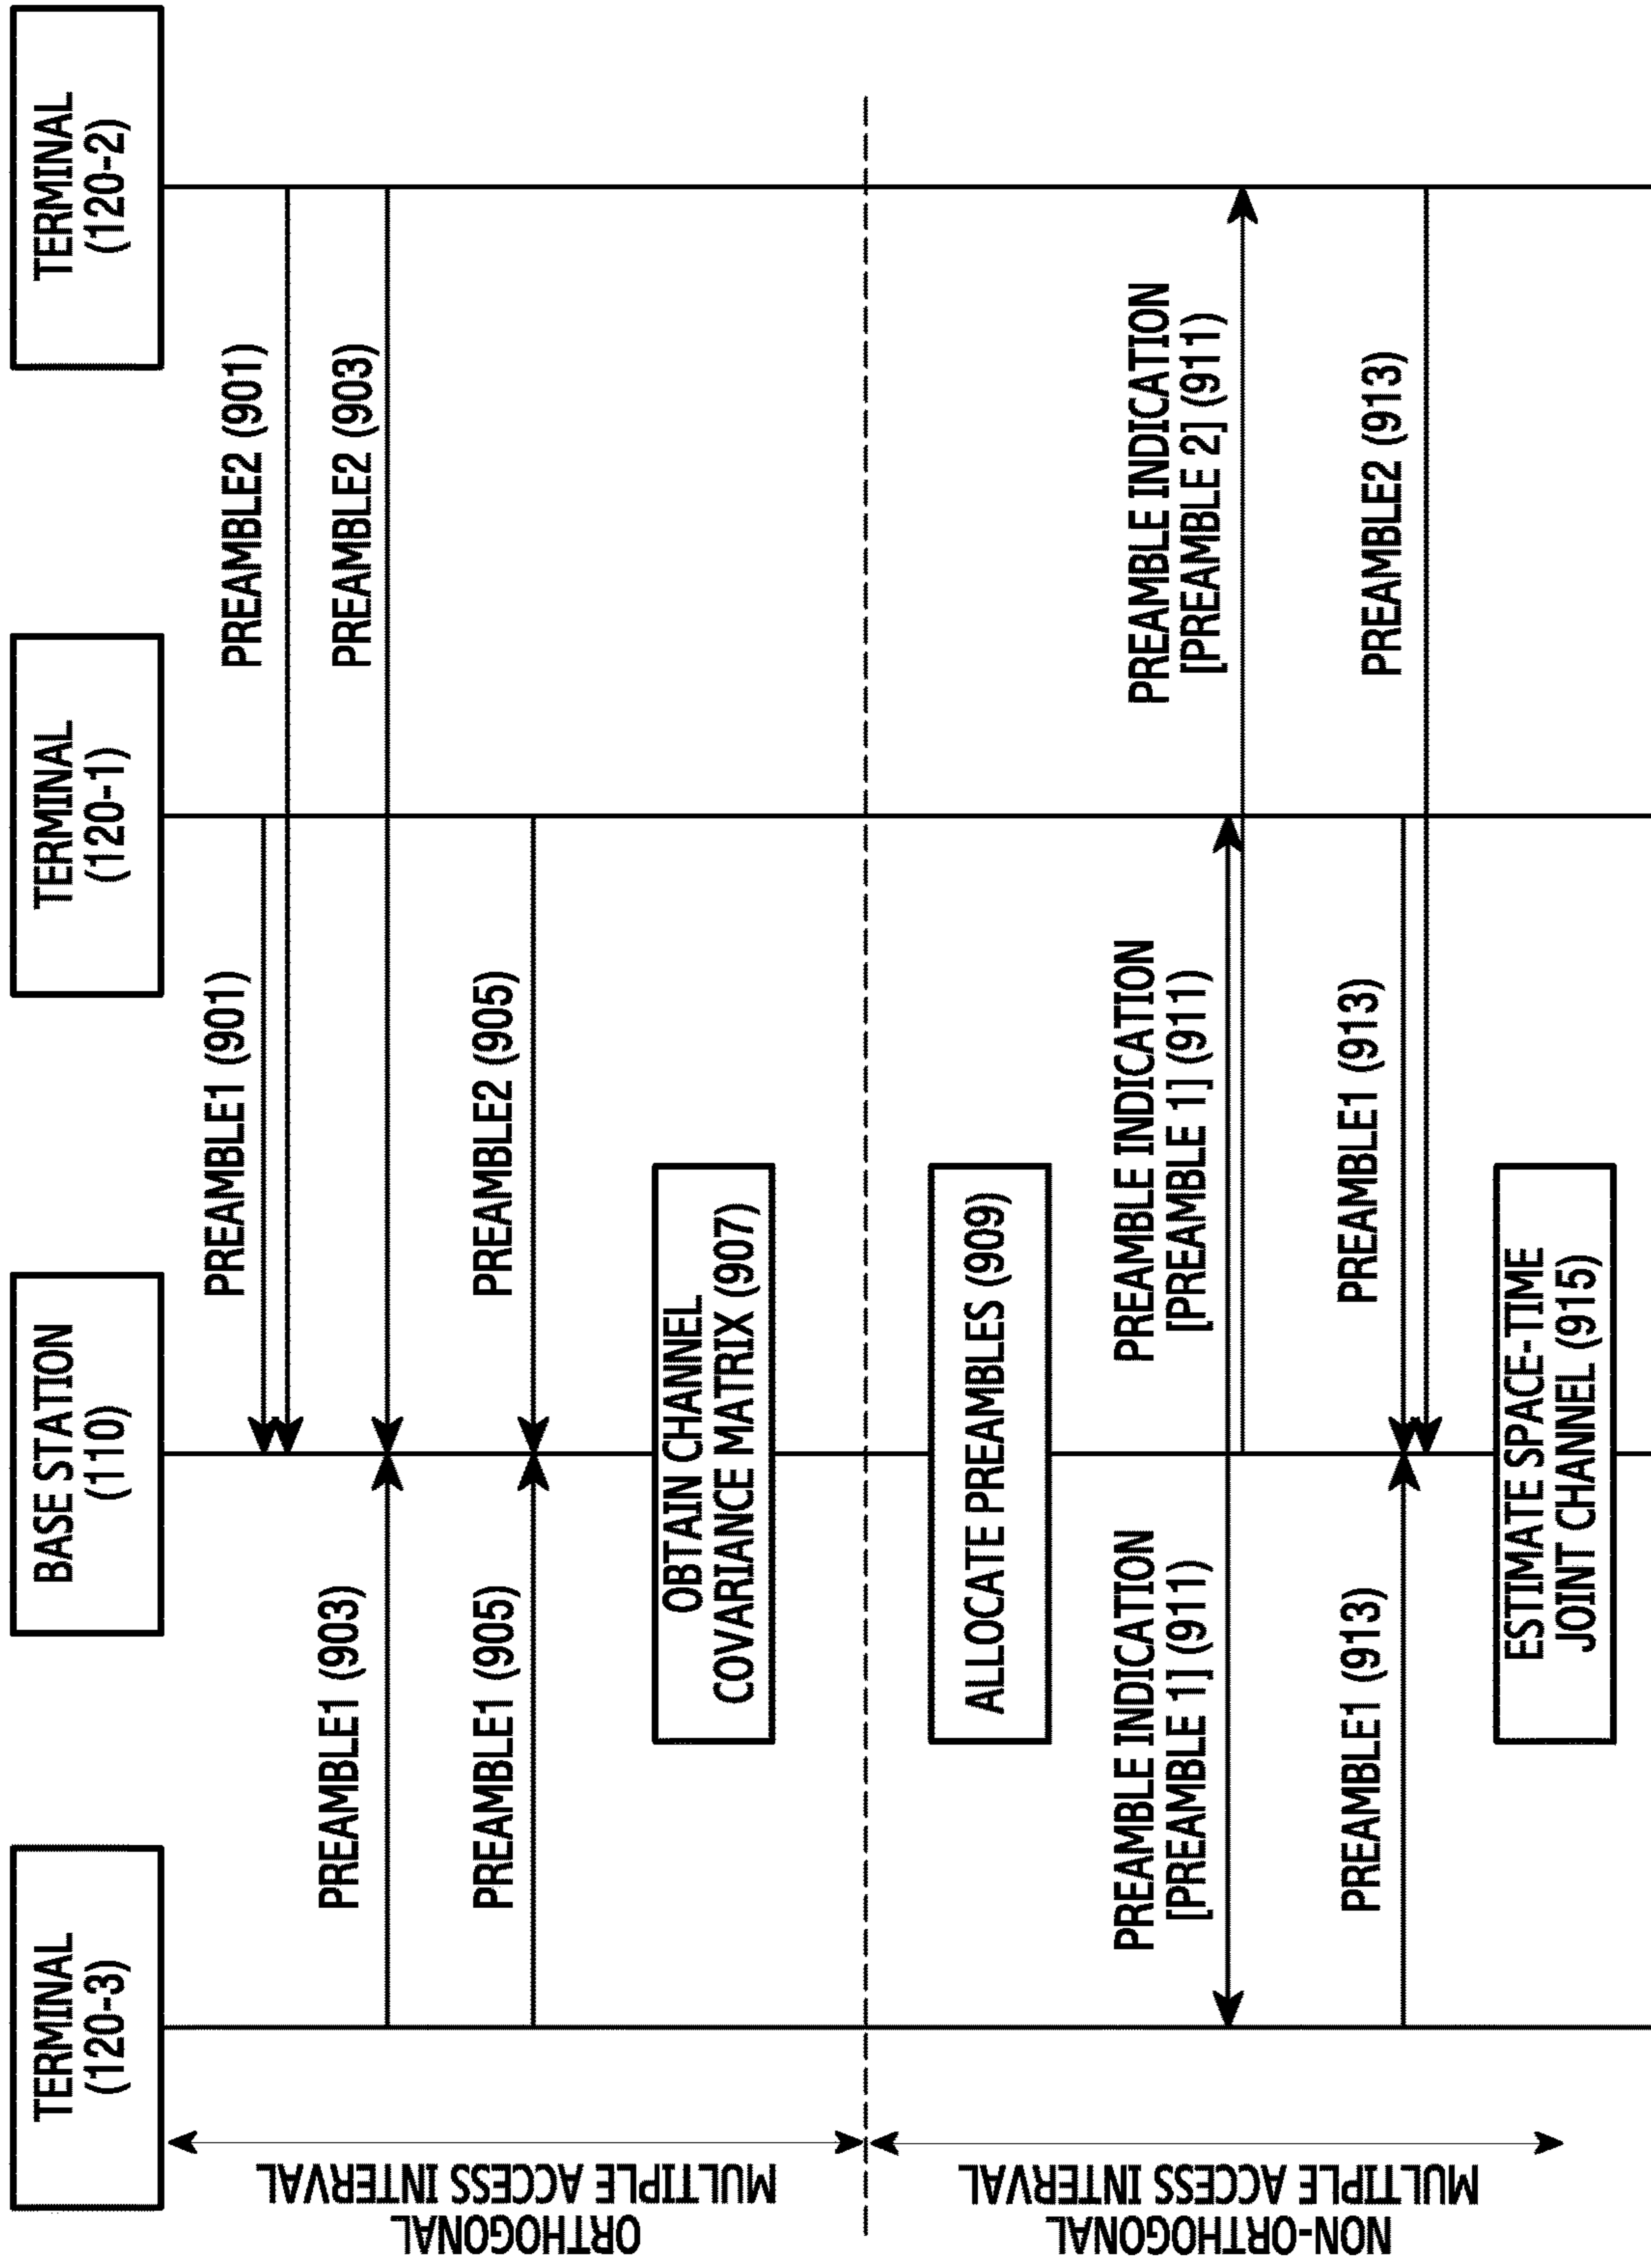 TERMINAL
(120-3)
BASE STATION
(110)
TERMINAL
(120-1)
TERMINAL
(120-2)
ORTHOGONAL
MULTIPLE ACCESS INTERVAL
PREAMBLE1 (901)
PREAMBLE2 (901)
PREAMBLE1 (903)
PREAMBLE2 (903)
PREAMBLE1 (905)
PREAMBLE2 (905)
OBTAIN CHANNEL
COVARIANCE MATRIX (907)
NON-ORTHOGONAL
MULTIPLE ACCESS INTERVAL
ALLOCATE PREAMBLES (909)
PREAMBLE INDICATION
[PREAMBLE 1] (911)
PREAMBLE INDICATION
[PREAMBLE 1] (911)
PREAMBLE INDICATION
[PREAMBLE 2] (911)
PREAMBLE1 (913)
PREAMBLE1 (913)
PREAMBLE2 (913)
ESTIMATE SPACE-TIME
JOINT CHANNEL (915)